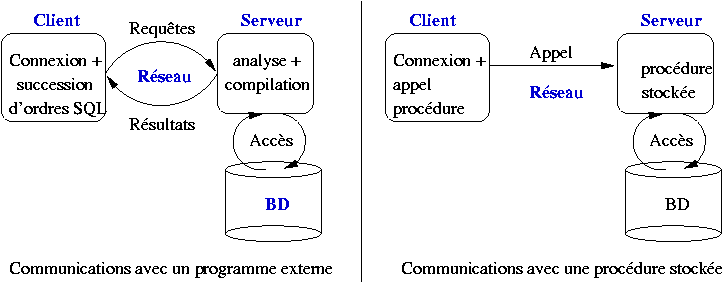 Client
Serveur
Requêtes
Connexion +
succession
d'ordres SQL
Réseau
analyse +
compilation
Résultats
Accès
BD
Communications avec un programme externe
Client
Serveur
Connexion +
appel
procédure
Appel
Réseau
procédure
stockée
Accès
BD
Communications avec une procédure stockée